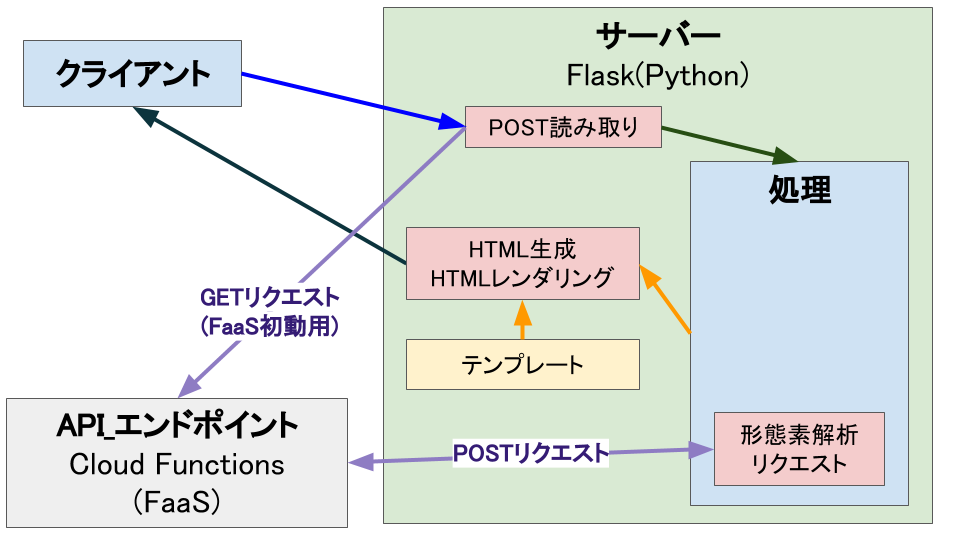 サーバー
Flask(Python)
クライアント
POST読み取り
処理
HTML生成
HTMLレンダリング
GETリクエスト
(FaaS初動用)
テンプレート
API_エンドポイント
Cloud Functions
(FaaS)
POSTリクエスト
形態素解析
リクエスト